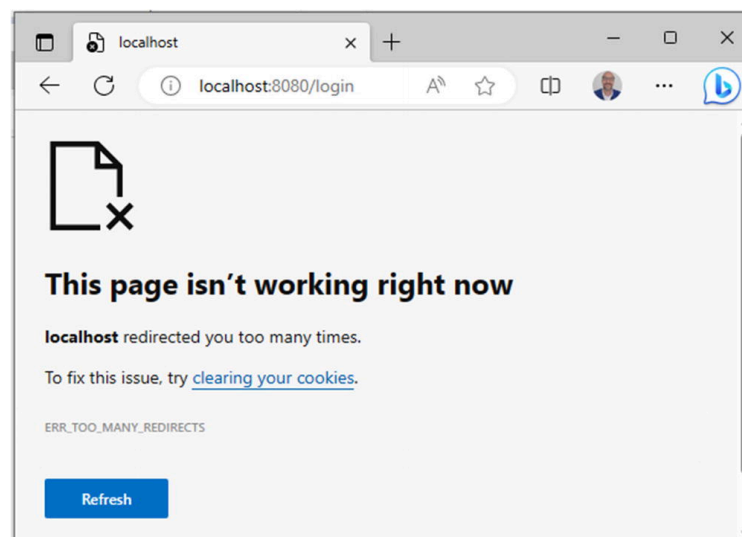 localhost
localhost:8080/login
This page isn't working right now
localhost redirected you too many times.
To fix this issue, try clearing your cookies.
ERR_TOO_MANY_REDIRECTS
Refresh